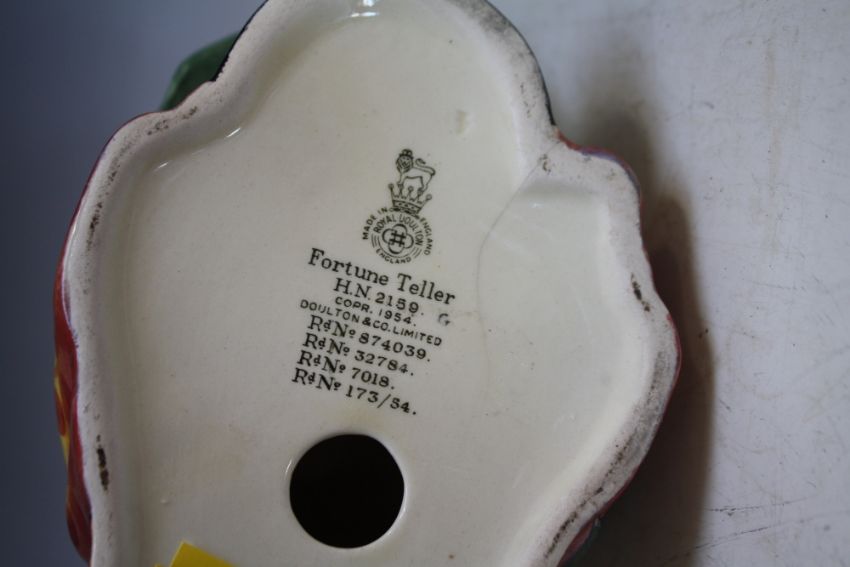 MADE IN ENGLAND
ROYAL DOULTON
ENGLAND
Fortune Teller
H.N. 2159.
COPR. 1954. G
DOULTON & CO. LIMITED
Rd No 874039.
Rd No 32784.
Rd No 7018.
Rd No 173/54.